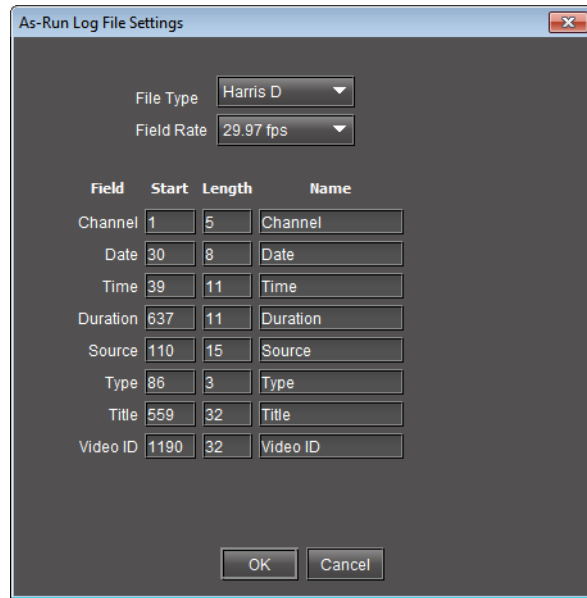 As-Run Log File Settings
File Type Harris D
Field Rate 29.97 fps
Field Start Length Name
Channel 1 5 Channel
Date 30 8 Date
Time 39 11 Time
Duration 637 11 Duration
Source 110 15 Source
Type 86 3 Type
Title 559 32 Title
Video ID 1190 32 Video ID
OK Cancel